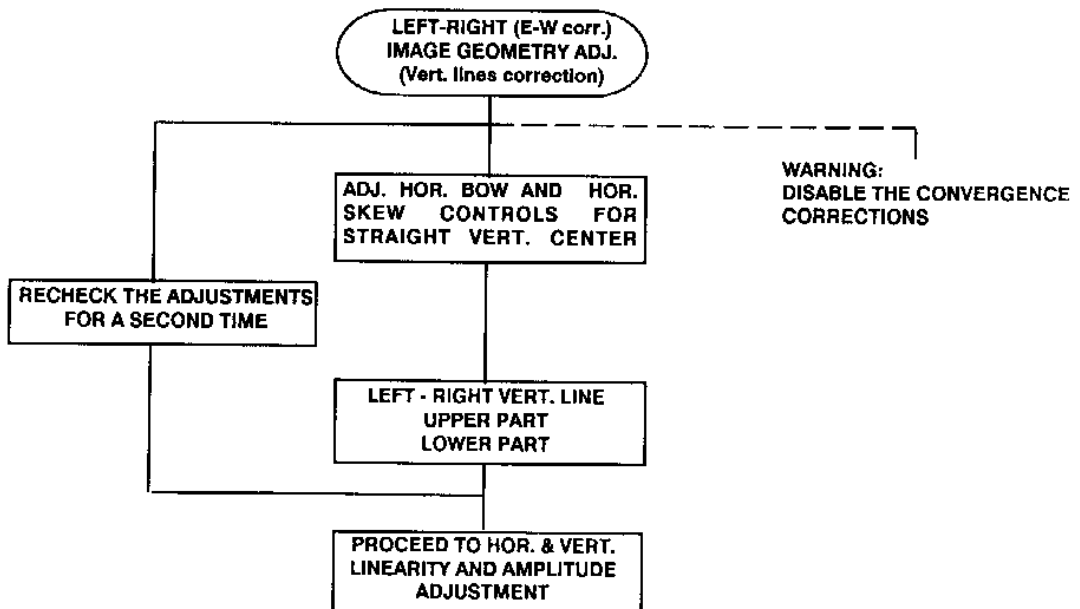 LEFT-RIGHT (E-W corr.)
IMAGE GEOMETRY ADJ.
(Vert. lines correction)
WARNING:
DISABLE THE CONVERGENCE
CORRECTIONS
ADJ. HOR. BOW AND HOR.
SKEW CONTROLS FOR
STRAIGHT VERT. CENTER
RECHECK THE ADJUSTMENTS
FOR A SECOND TIME
LEFT - RIGHT VERT. LINE
UPPER PART
LOWER PART
PROCEED TO HOR. & VERT.
LINEARITY AND AMPLITUDE
ADJUSTMENT